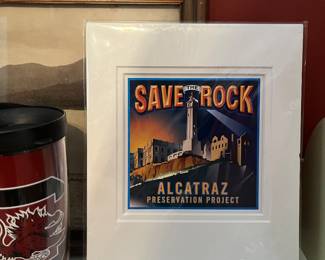 SAVE THE ROCK
ALCATRAZ
PRESERVATION PROJECT